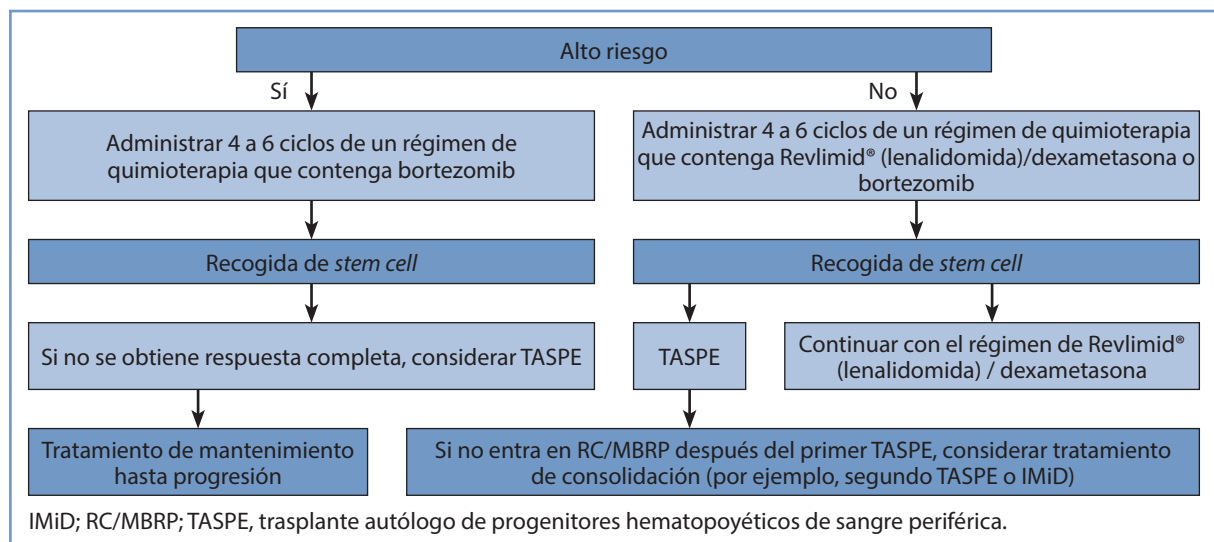 Alto riesgo
Sí
No
Administrar 4 a 6 ciclos de un régimen de
quimioterapia que contenga bortezomib
Administrar 4 a 6 ciclos de un régimen de quimioterapia
que contenga Revlimid® (lenalidomida)/dexametasona o
bortezomib
Recogida de stem cell
Recogida de stem cell
Si no se obtiene respuesta completa, considerar TASPE
TASPE
Continuar con el régimen de Revlimid®
(lenalidomida) / dexametasona
Tratamiento de mantenimiento
hasta progresión
Si no entra en RC/MBRP después del primer TASPE, considerar tratamiento
de consolidación (por ejemplo, segundo TASPE o IMiD)
IMiD; RC/MBRP; TASPE, trasplante autólogo de progenitores hematopoyéticos de sangre periférica.